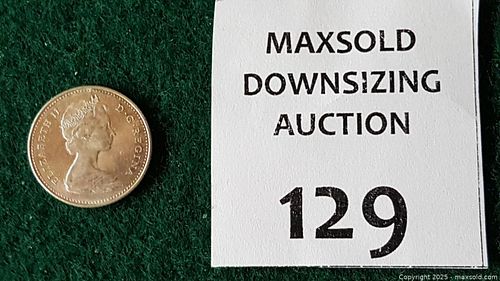 ELIZABETH II D·G·REGINA
MAXSOLD
DOWNSIZING
AUCTION
129
Copyright 2025 - maxsold.com